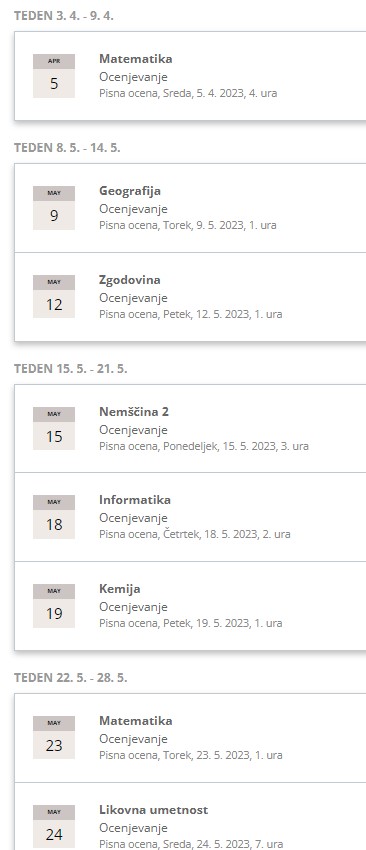 TEDEN 3. 4. - 9. 4.
APR
5
Matematika
Ocenjevanje
Pisna ocena, Sreda, 5. 4. 2023, 4. ura
TEDEN 8. 5. - 14. 5.
MAY
9
Geografija
Ocenjevanje
Pisna ocena, Torek, 9. 5. 2023, 1. ura
MAY
12
Zgodovina
Ocenjevanje
Pisna ocena, Petek, 12. 5. 2023, 1. ura
TEDEN 15. 5. - 21. 5.
MAY
15
Nemščina 2
Ocenjevanje
Pisna ocena, Ponedeljek, 15. 5. 2023, 3. ura
MAY
18
Informatika
Ocenjevanje
Pisna ocena, Četrtek, 18. 5. 2023, 2. ura
MAY
19
Kemija
Ocenjevanje
Pisna ocena, Petek, 19. 5. 2023, 1. ura
TEDEN 22. 5. - 28. 5.
MAY
23
Matematika
Ocenjevanje
Pisna ocena, Torek, 23. 5. 2023, 1. ura
MAY
24
Likovna umetnost
Ocenjevanje
Pisna ocena, Sreda, 24. 5. 2023, 7. ura